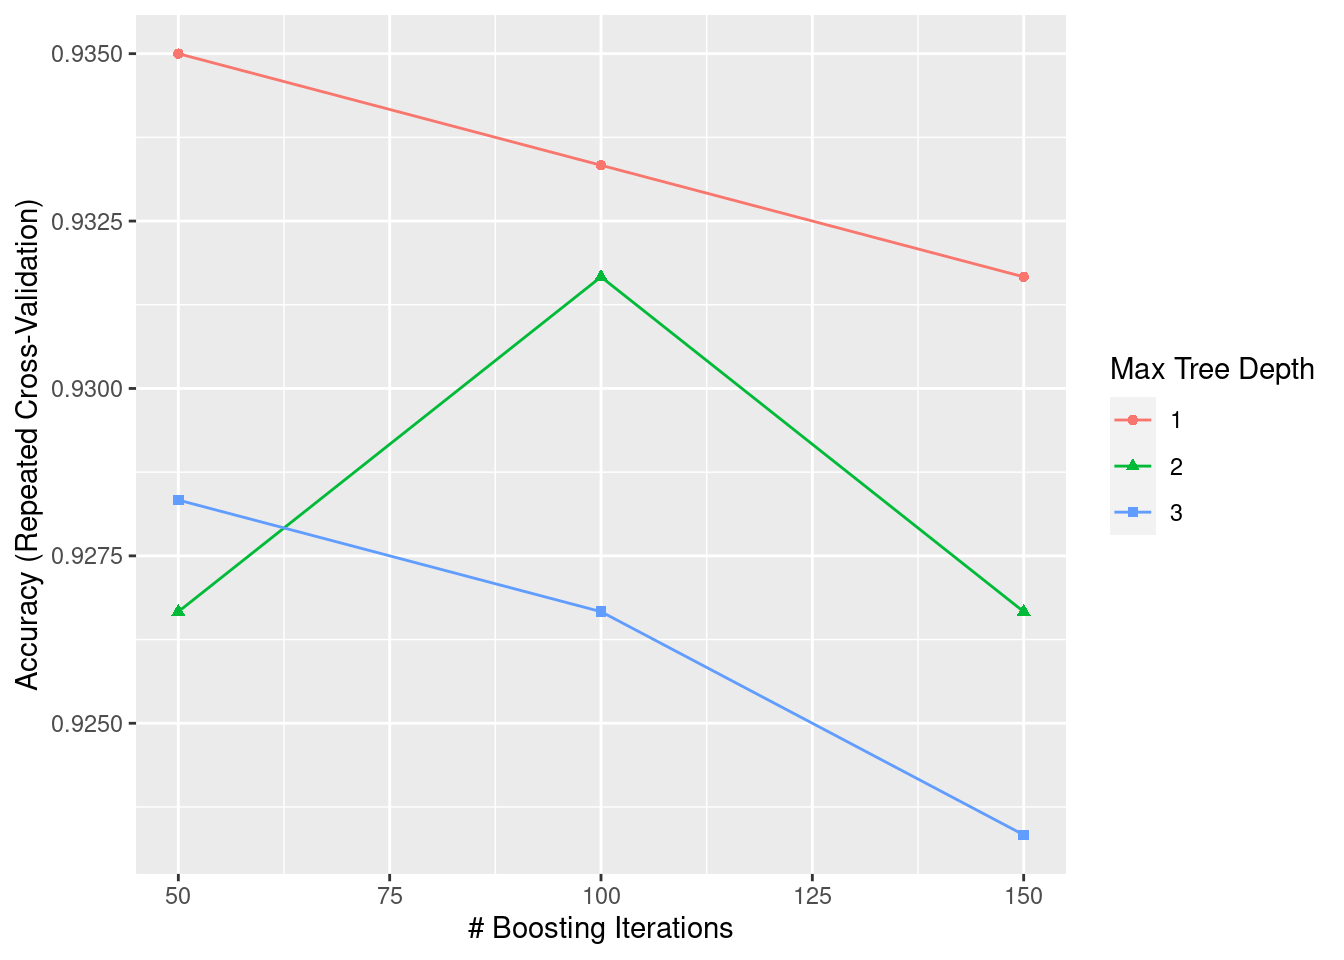 0.9350
0.9325
0.9300
0.9275
0.9250
Accuracy (Repeated Cross-Validation)
50 75 100 125 150
# Boosting Iterations
Max Tree Depth
1
2
3